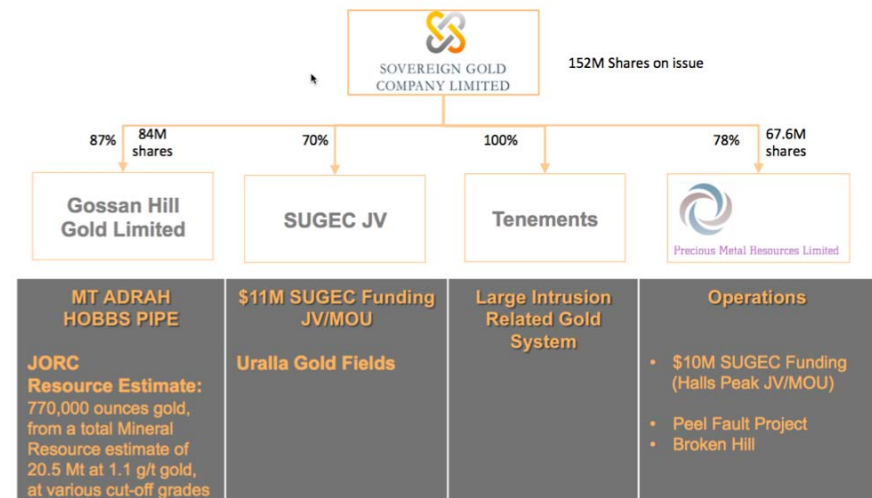 SOVEREIGN GOLD
COMPANY LIMITED
152M Shares on issue
87%
84M
shares
70%
100%
78%
67.6M
shares
Gossan Hill
Gold Limited
SUGEC JV
Tenements
Precious Metal Resources Limited
MT ADRAH
HOBBS PIPE
JORC
Resource Estimate:
770,000 ounces gold,
from a total Mineral
Resource estimate of
20.5 Mt at 1.1 g/t gold,
at various cut-off grades
$11M SUGEC Funding
JV/MOU
Uralla Gold Fields
Large Intrusion
Related Gold
System
Operations
• $10M SUGEC Funding
(Halls Peak JV/MOU)
• Peel Fault Project
• Broken Hill